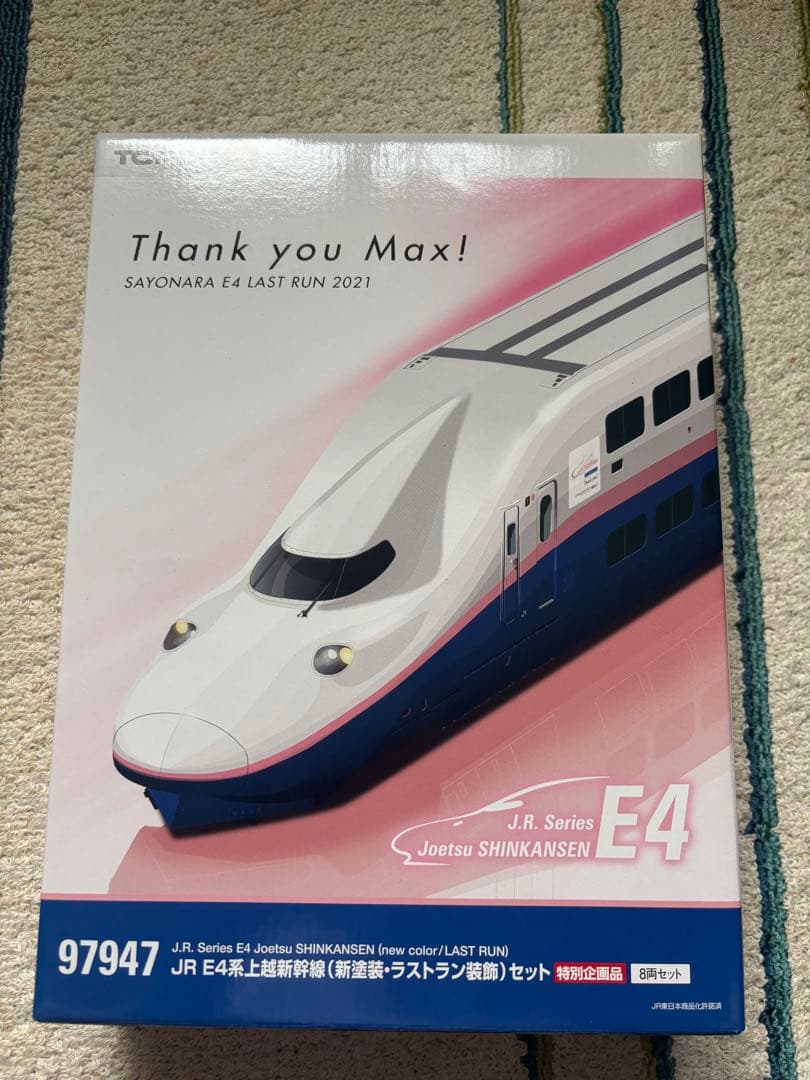 Thank you Max!
SAYONARA E4 LAST RUN 2021
J.R. Series
Joetsu SHINKANSEN
E4
97947
J.R. Series E4 Joetsu SHINKANSEN (new color/LAST RUN)
JR E4系上越新幹線(新塗装・ラストラン装飾)セット 特別企画品 8両セット
JR東日本商品化許諾済